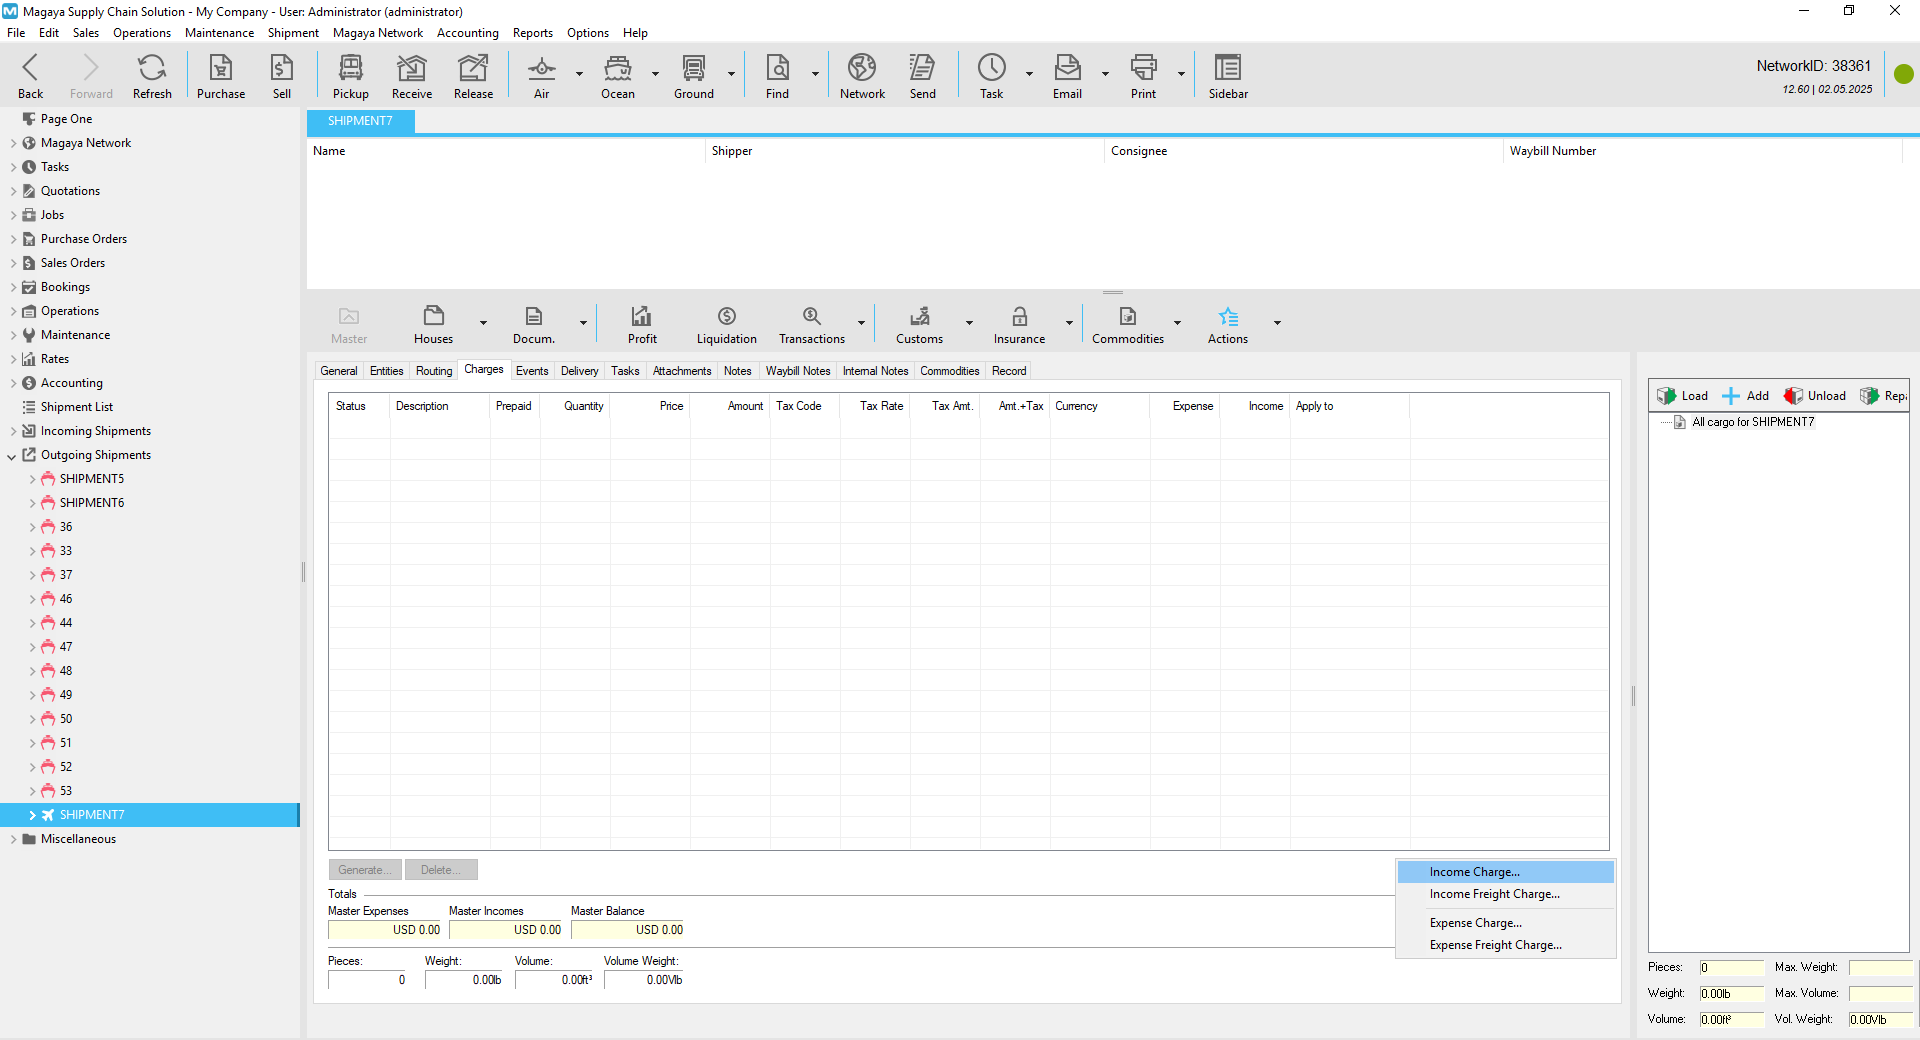 Magaya Supply Chain Solution - My Company - User: Administrator (administrator)
File Edit Sales Operations Maintenance Shipment Magaya Network Accounting Reports Options Help
Back Forward Refresh Purchase Sell Pickup Receive Release Air Ocean Ground Find Network Send Task Email Print Sidebar
NetworkID: 38361
12.60 | 02.05.2025
Page One
Magaya Network
Tasks
Quotations
Jobs
Purchase Orders
Sales Orders
Bookings
Operations
Maintenance
Rates
Accounting
Shipment List
Incoming Shipments
Outgoing Shipments
SHIPMENT5
SHIPMENT6
36
33
37
46
44
47
48
49
50
51
52
53
SHIPMENT7
Miscellaneous
SHIPMENT7
Name Shipper Consignee Waybill Number
Master Houses Docum. Profit Liquidation Transactions Customs Insurance Commodities Actions
General Entities Routing Charges Events Delivery Tasks Attachments Notes Waybill Notes Internal Notes Commodities Record
Status Description Prepaid Quantity Price Amount Tax Code Tax Rate Tax Amt. Amt.+Tax Currency Expense Income Apply to
Generate... Delete...
Totals
Master Expenses Master Incomes Master Balance
USD 0.00 USD 0.00 USD 0.00
Pieces: Weight: Volume: Volume Weight:
0 0.00lb 0.00ft³ 0.00Vlb
Income Charge...
Income Freight Charge...
Expense Charge...
Expense Freight Charge...
Load Add Unload Repa
All cargo for SHIPMENT7
Pieces: 0 Max. Weight:
Weight: 0.00lb Max. Volume:
Volume: 0.00ft³ Vol. Weight: 0.00Vlb